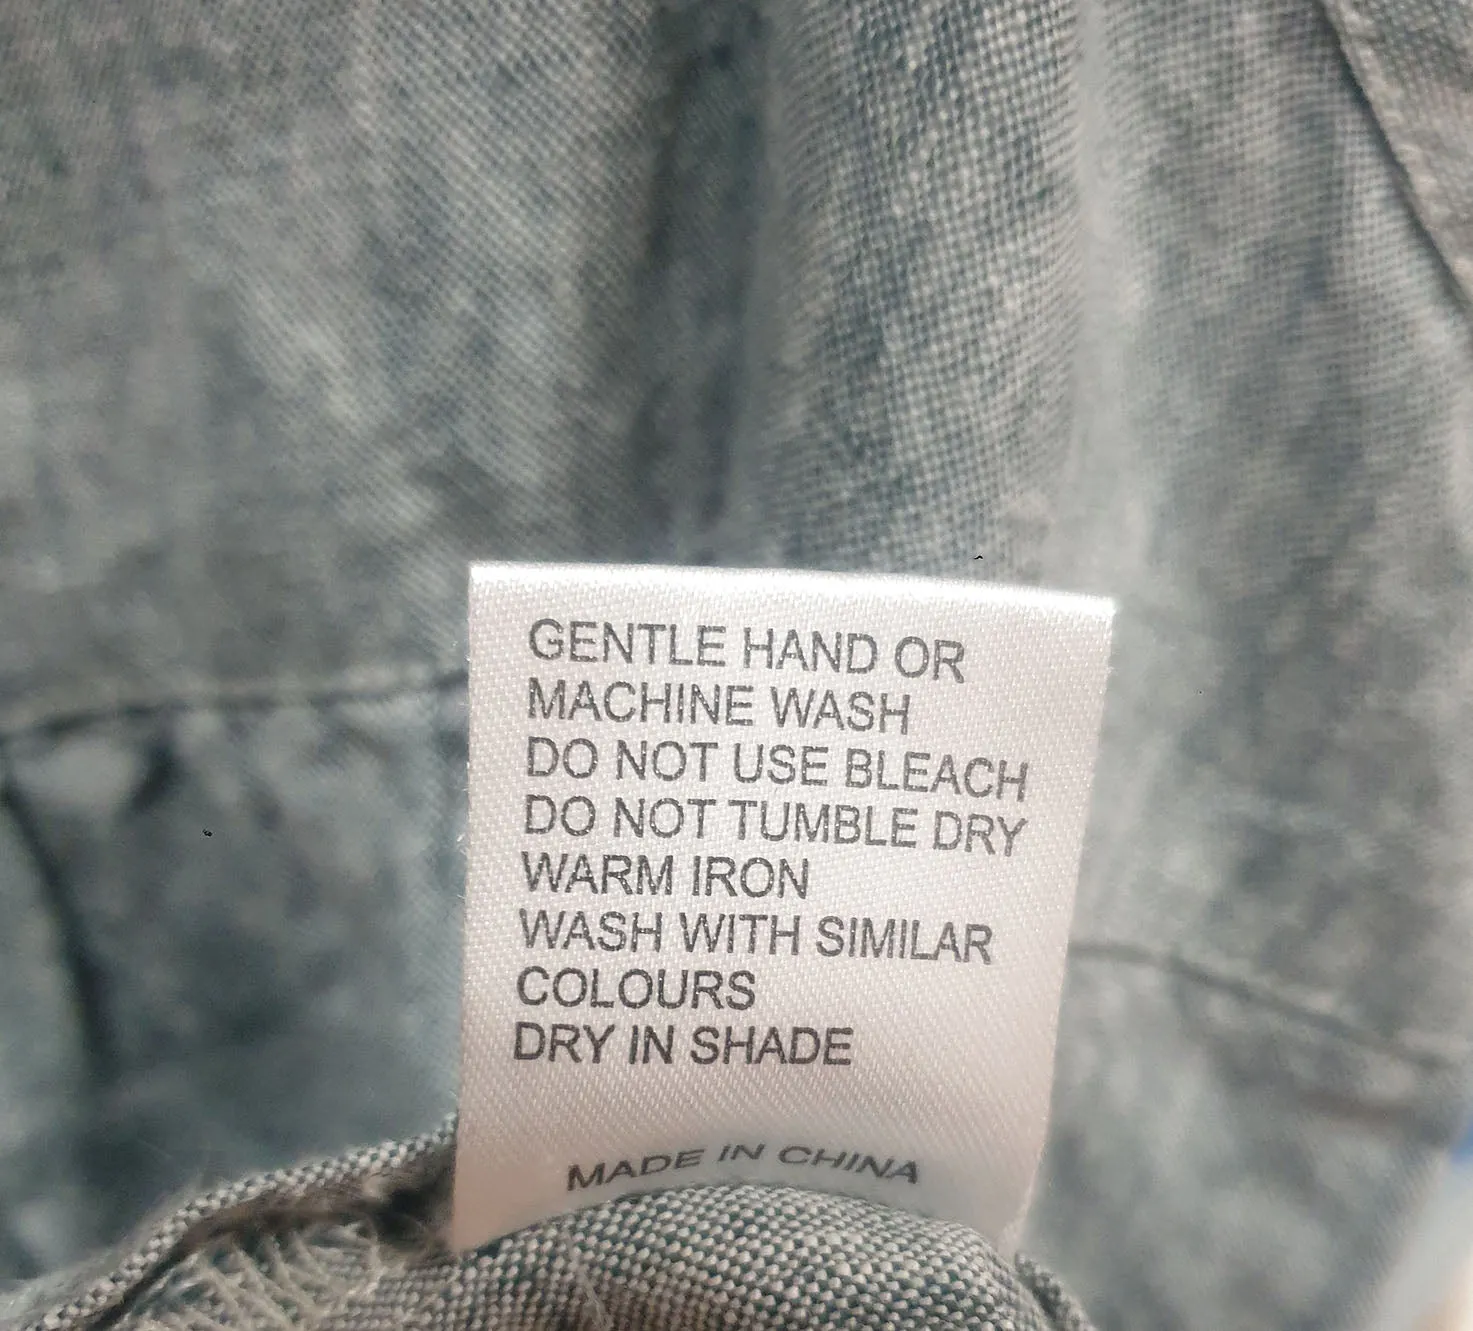 GENTLE HAND OR
MACHINE WASH
DO NOT USE BLEACH
DO NOT TUMBLE DRY
WARM IRON
WASH WITH SIMILAR
COLOURS
DRY IN SHADE
MADE IN CHINA